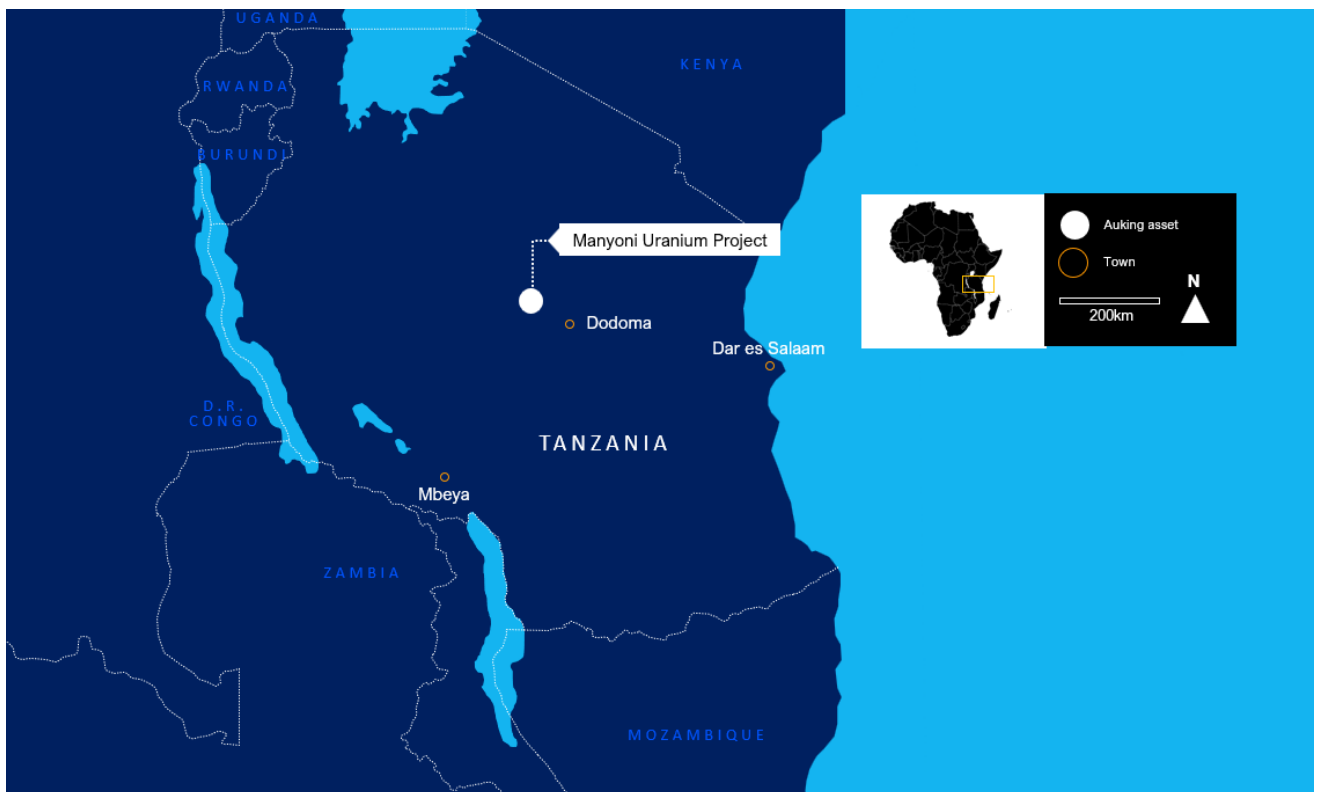 UGANDA
KENYA
RWANDA
BURUNDI
Manyoni Uranium Project
Auking asset
Town
N
200km
Dodoma
Dar es Salaam
D.R.
CONGO
TANZANIA
Mbeya
ZAMBIA
MOZAMBIQUE